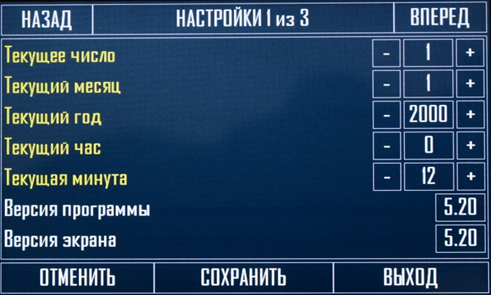 НАЗАД НАСТРОЙКИ 1 из 3 ВПЕРЕД
Текущее число - 1 +
Текущий месяц - 1 +
Текущий год - 2000 +
Текущий час - 0 +
Текущая минута - 12 +
Версия программы 5.20
Версия экрана 5.20
ОТМЕНИТЬ СОХРАНИТЬ ВЫХОД